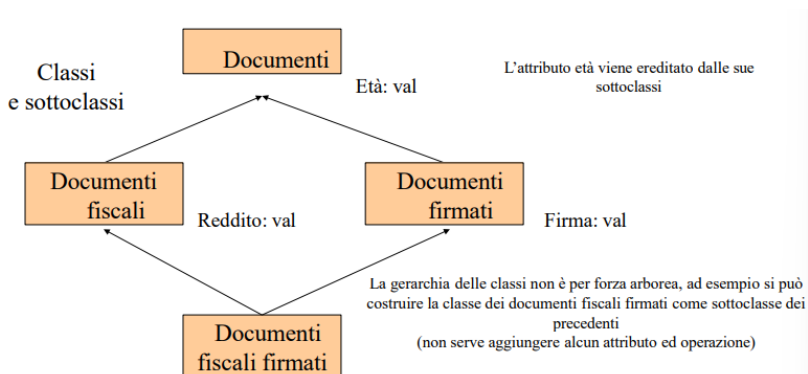 Classi
e sottoclassi
Documenti
Età: val
L'attributo età viene ereditato dalle sue
sottoclassi
Documenti
fiscali
Reddito: val
Documenti
firmati
Firma: val
La gerarchia delle classi non è per forza arborea, ad esempio si può
costruire la classe dei documenti fiscali firmati come sottoclasse dei
precedenti
(non serve aggiungere alcun attributo ed operazione)
Documenti
fiscali firmati